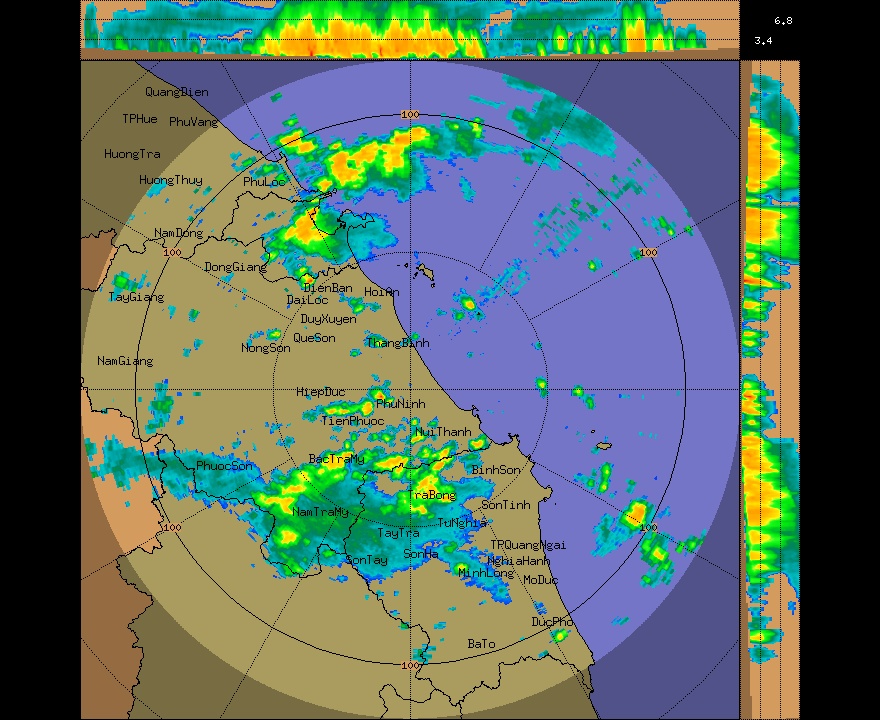 6.8
3.4
QuangDien
100
TPHue
PhuVang
HuongTra
HuongThuy
PhuLoc
NamDong
100
100
DongGiang
DienBan
HoiAn
TayGiang
DaiLoc
DuyXuyen
QueSon
ThangBinh
NongSon
NamGiang
HiepDuc
PhuNinh
TienPhuoc
NuiThanh
BacTraMy
PhuocSon
BinhSon
TraBong
SonTinh
NamTraMy
TuNghia
100
100
TayTra
TPQuangNgai
SonHa
SonTay
NghiaHanh
MinhLong
MoDuc
DucPho
BaTo
100